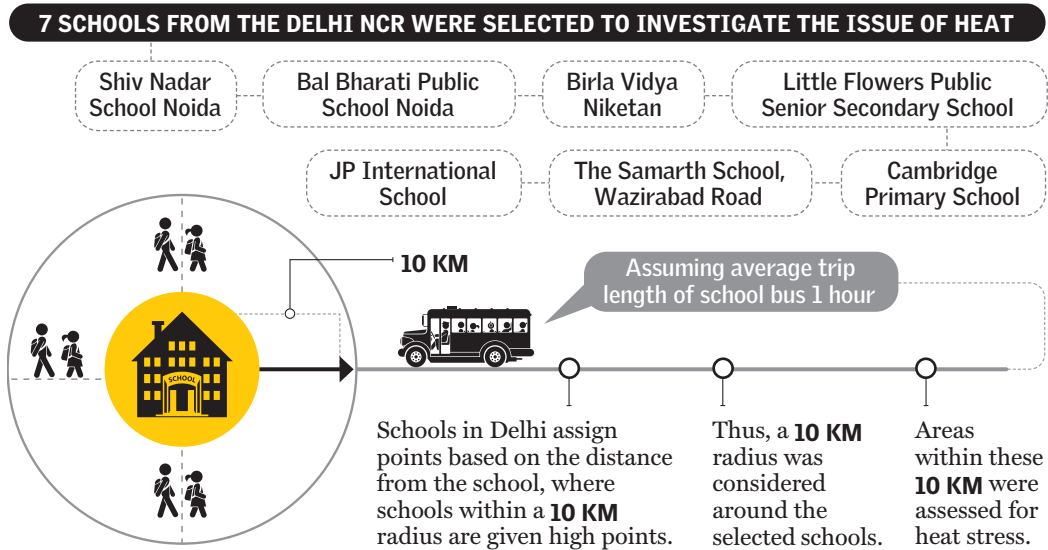 7 SCHOOLS FROM THE DELHI NCR WERE SELECTED TO INVESTIGATE THE ISSUE OF HEAT
Shiv Nadar
School Noida
Bal Bharati Public
School Noida
Birla Vidya
Niketan
Little Flowers Public
Senior Secondary School
JP International
School
The Samarth School,
Wazirabad Road
Cambridge
Primary School
10 KM
Assuming average trip
length of school bus 1 hour
SCHOOL
Schools in Delhi assign
points based on the distance
from the school, where
schools within a 10 KM
radius are given high points.
Thus, a 10 KM
radius was
considered
around the
selected schools.
Areas
within these
10 KM were
assessed for
heat stress.